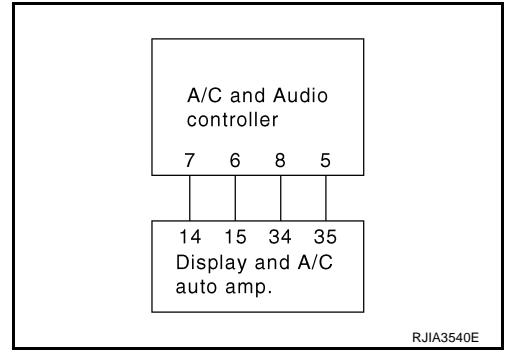 A/C and Audio
controller
7 6 8 5
14 15 34 35
Display and A/C
auto amp.
RJIA3540E